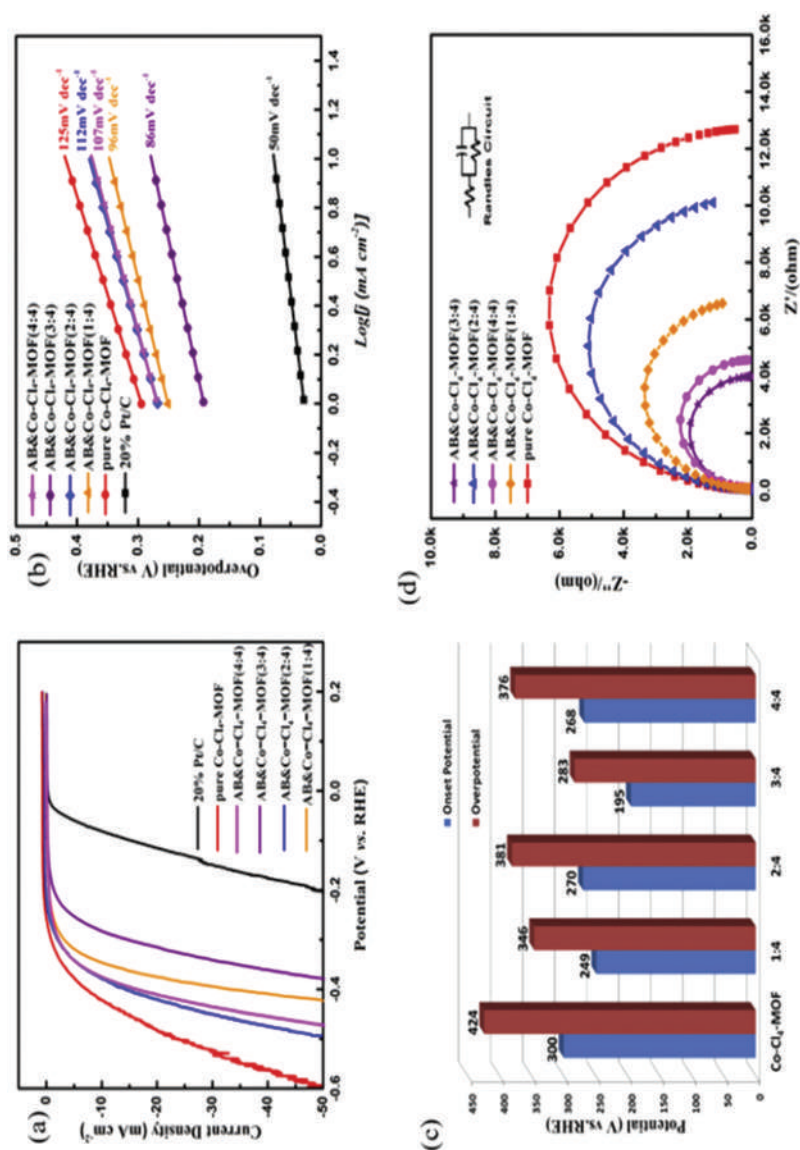 (a)
Current Density (mA cm⁻²)
0
-10
-20
-30
-40
-50
-0.6
-0.4
-0.2
0.0
0.2
Potential (V vs. RHE)
20% Pt/C
pure Co-Cl₄-MOF
AB&Co-Cl₄-MOF(4:4)
AB&Co-Cl₄-MOF(3:4)
AB&Co-Cl₄-MOF(2:4)
AB&Co-Cl₄-MOF(1:4)
(b)
Overpotential (V vs.RHE)
0.5
0.4
0.3
0.2
0.1
0.0
-0.4
-0.2
0.0
0.2
0.4
0.6
0.8
1.0
1.2
1.4
Log[j (mA cm⁻²)]
AB&Co-Cl₄-MOF(4:4)
AB&Co-Cl₄-MOF(3:4)
AB&Co-Cl₄-MOF(2:4)
AB&Co-Cl₄-MOF(1:4)
pure Co-Cl₄-MOF
20% Pt/C
125mV dec⁻¹
112mV dec⁻¹
107mV dec⁻¹
96mV dec⁻¹
86mV dec⁻¹
50mV dec⁻¹
(c)
Potential (Vs.RHE)
450
400
350
300
250
200
150
100
50
0
Onset Potential
Overpotential
300
424
249
346
270
381
195
283
268
376
Co-Cl₄-MOF
1:4
2:4
3:4
4:4
(d)
-Z''/(ohm)
10.0k
8.0k
6.0k
4.0k
2.0k
0.0
0.0
2.0k
4.0k
6.0k
8.0k
10.0k
12.0k
14.0k
16.0k
Z'/(ohm)
AB&Co-Cl₄-MOF(3:4)
AB&Co-Cl₄-MOF(2:4)
AB&Co-Cl₄-MOF(4:4)
AB&Co-Cl₄-MOF(1:4)
pure Co-Cl₄-MOF
Randles Circuit